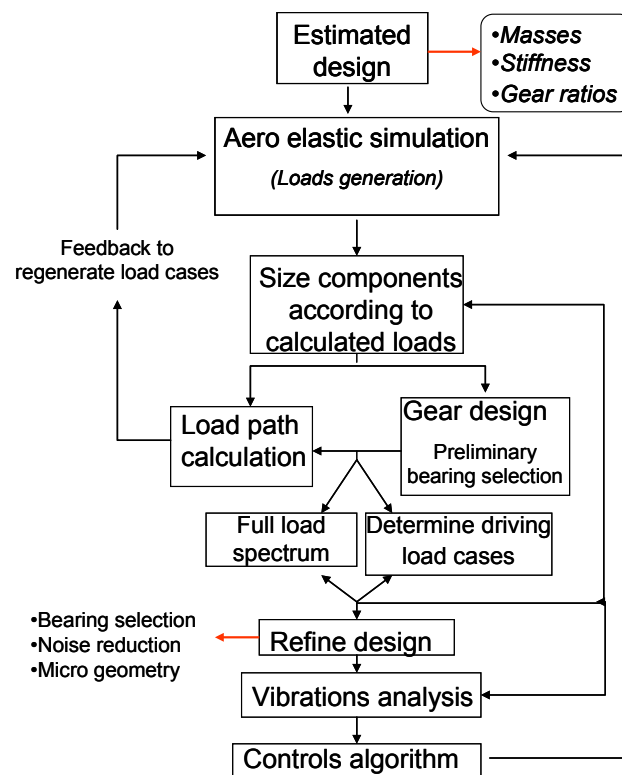 Estimated
design
•Masses
•Stiffness
•Gear ratios
Aero elastic simulation
(Loads generation)
Feedback to
regenerate load cases
Size components
according to
calculated loads
Load path
calculation
Gear design
Preliminary
bearing selection
Full load
spectrum
Determine driving
load cases
•Bearing selection
•Noise reduction
•Micro geometry
Refine design
Vibrations analysis
Controls algorithm